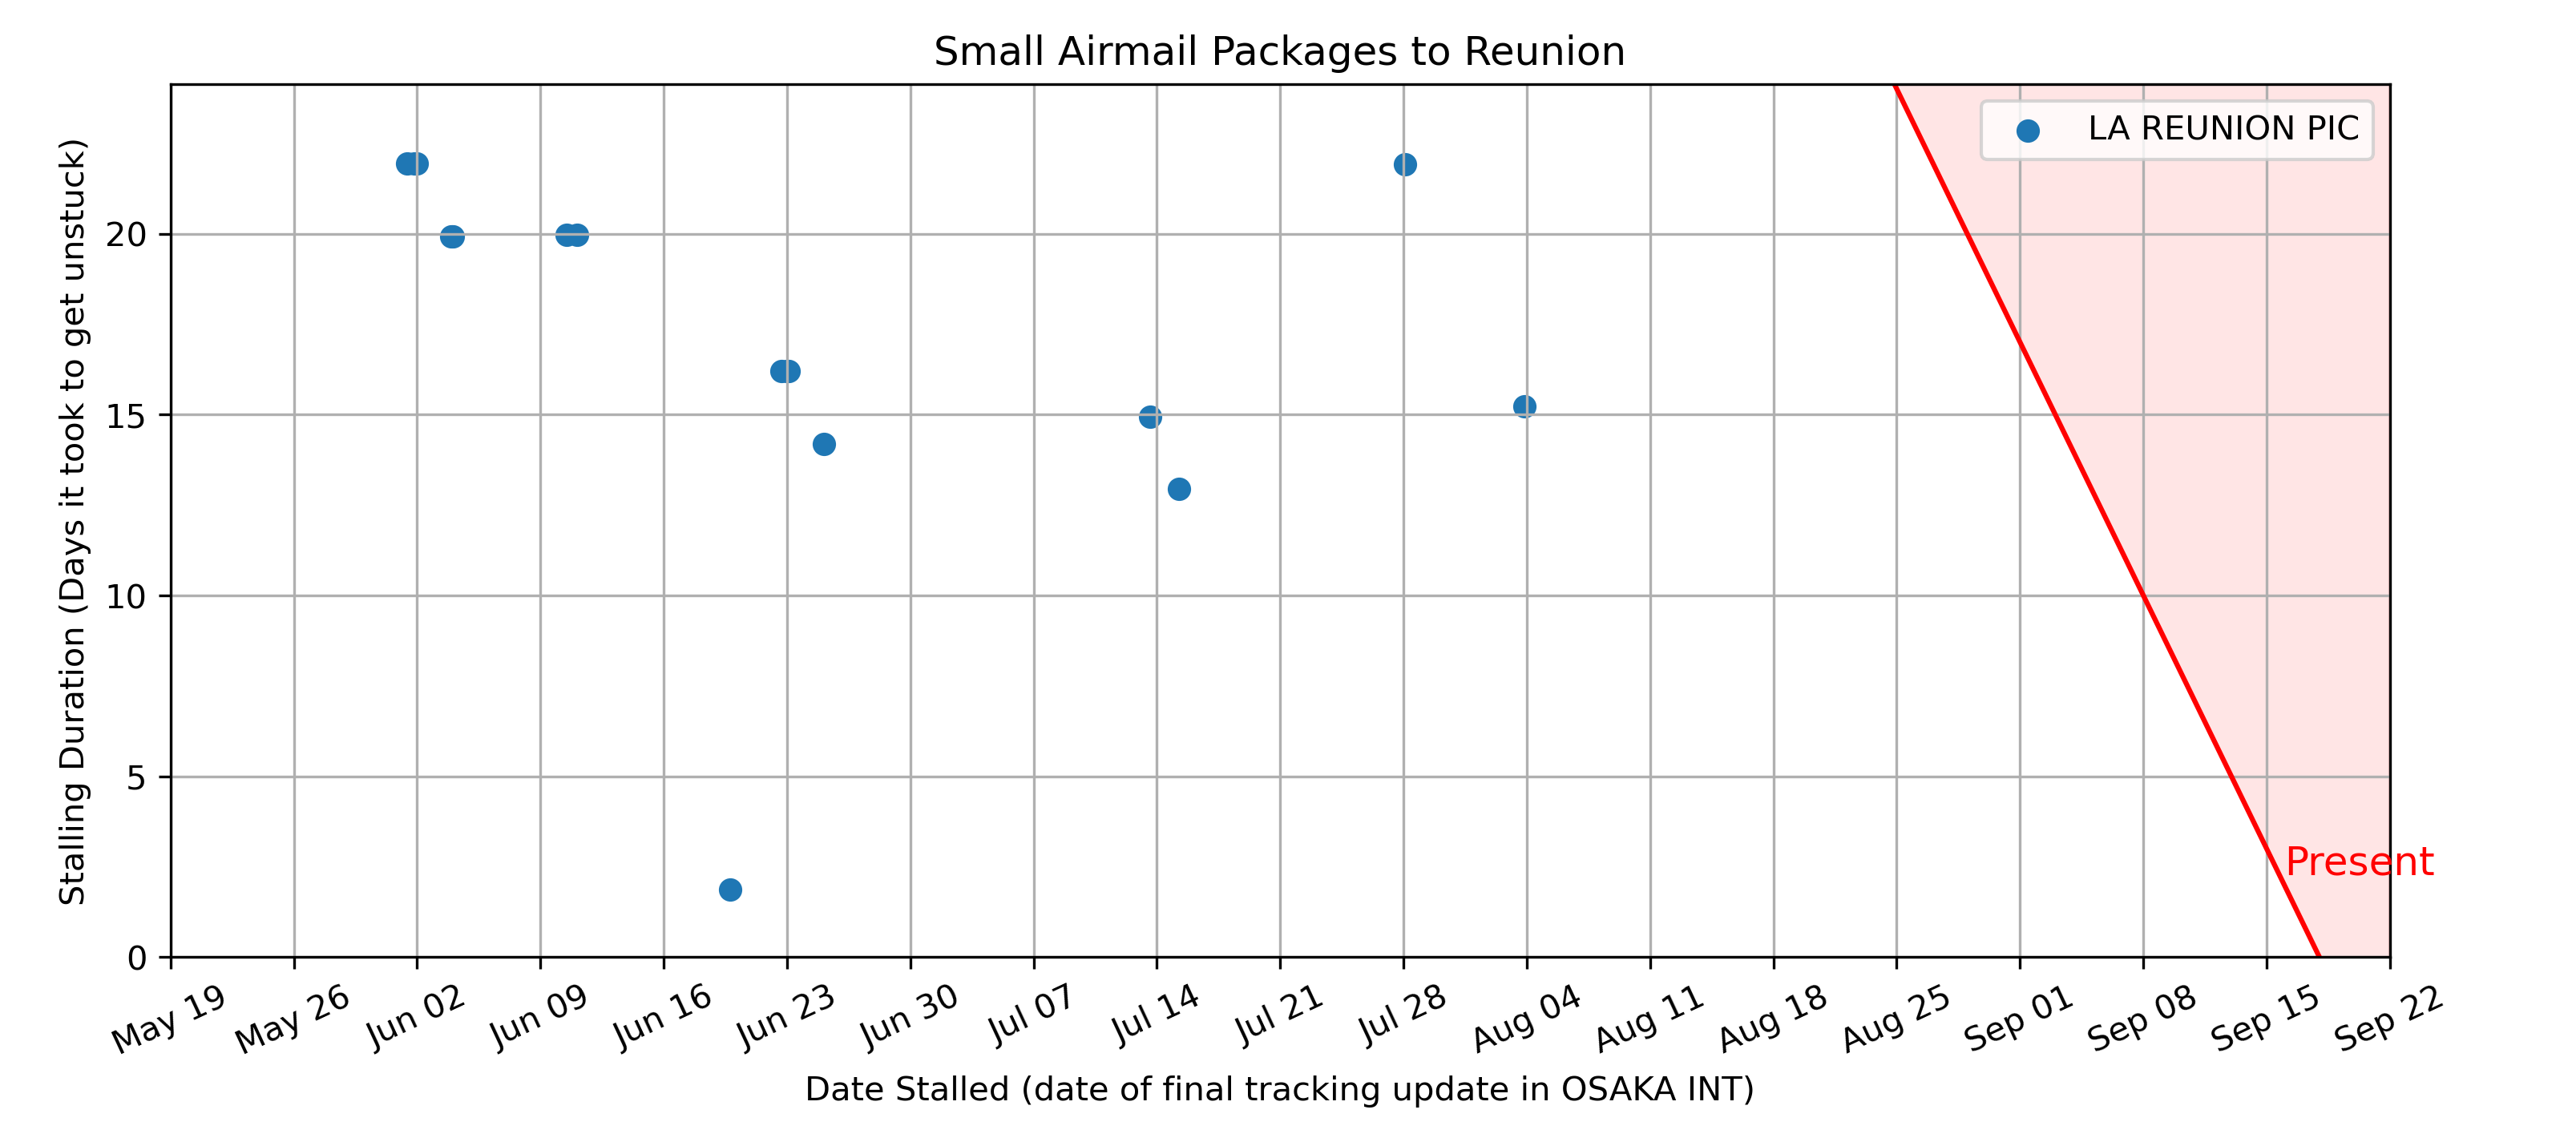 Small Airmail Packages to Reunion
LA REUNION PIC
Stalling Duration (Days it took to get unstuck)
20
15
10
5
0
Present
May 19
May 26
Jun 02
Jun 09
Jun 16
Jun 23
Jun 30
Jul 07
Jul 14
Jul 21
Jul 28
Aug 04
Aug 11
Aug 18
Aug 25
Sep 01
Sep 08
Sep 15
Sep 22
Date Stalled (date of final tracking update in OSAKA INT)